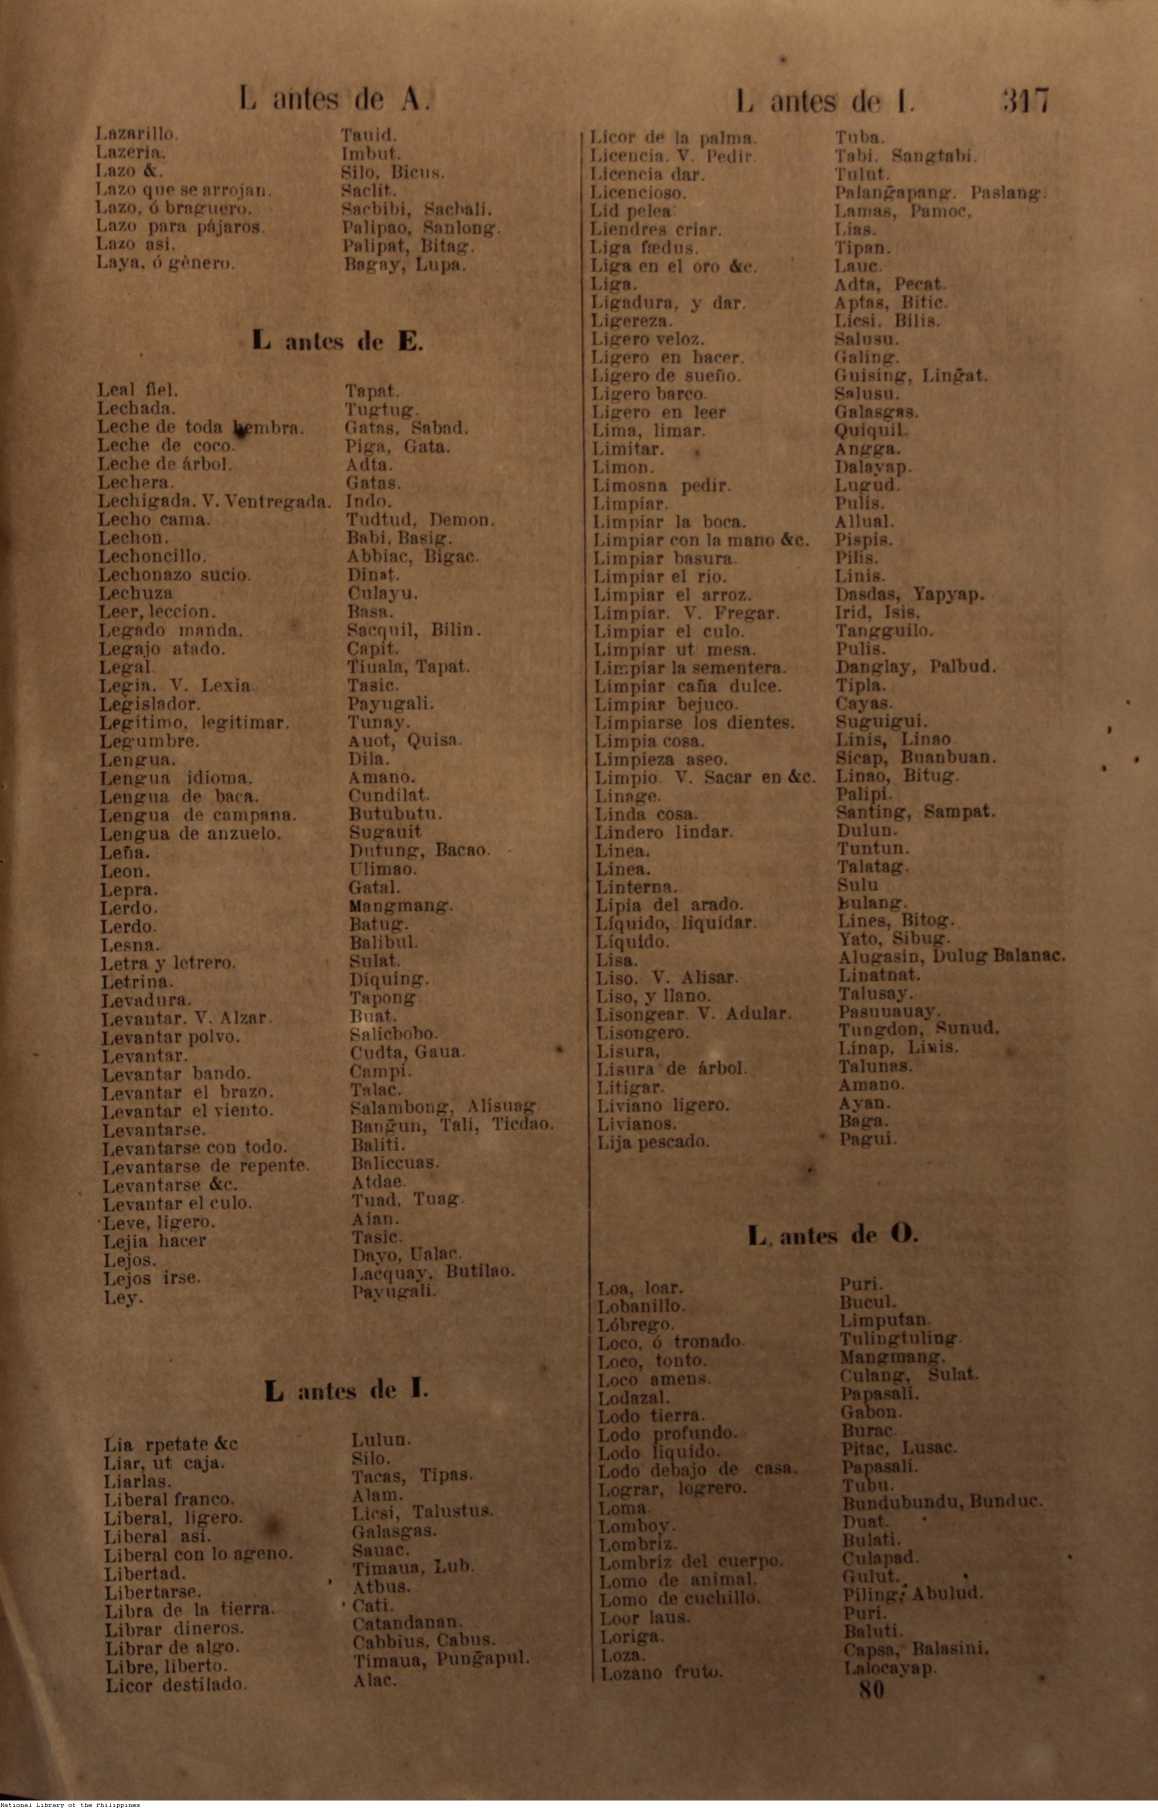 L antes de A.
Lazarillo. Tauid.
Lazeria. Imbut.
Lazo &. Silo, Bicus.
Lazo que se arrojan. Saclit.
Lazo, ó braguero. Sacbibi, Sacbali.
Lazo para pájaros. Palipao, Sanlong.
Lazo asi. Palipat, Bitag.
Laya, ó género. Bagay, Lupa.
L antes de E.
Leal fiel. Tapat.
Lechada. Tugtug.
Leche de toda hembra. Gatas, Sabad.
Leche de coco. Piga, Gata.
Leche de árbol. Adta.
Lechera. Gatas.
Lechigada. V. Ventregada. Indo.
Lecho cama. Tudtud, Demon.
Lechon. Babi, Basig.
Lechoncillo. Abbiac, Bigac.
Lechonazo sucio. Dinat.
Lechuza Culayu.
Leer, leccion. Basa.
Legado manda. Sacquil, Bilin.
Legajo atado. Capit.
Legal. Tiuala, Tapat.
Legia. V. Lexia. Tasic.
Legislador. Payugali.
Legítimo, legitimar. Tunay.
Legumbre. Auot, Quisa.
Lengua. Dila.
Lengua idioma. Amano.
Lengua de baca. Cundilat.
Lengua de campana. Butubutu.
Lengua de anzuelo. Sugauit
Leña. Dutung, Bacao.
Leon. Ulimao.
Lepra. Gatal.
Lerdo. Mangmang.
Lerdo. Batug.
Lesna. Balibul.
Letra y letrero. Sulat.
Letrina. Diquing.
Levadura. Tapong
Levantar. V. Alzar. Buat.
Levantar polvo. Salicbobo.
Levantar. Cudta, Gaua.
Levantar bando. Campi.
Levantar el brazo. Talac.
Levantar el viento. Salambong, Alisuag
Levantarse. Bangun, Tali, Ticdao.
Levantarse con todo. Baliti.
Levantarse de repente. Baliccuas.
Levantarse &c. Atdae.
Levantar el culo. Tuad, Tuag.
Leve, ligero. Aian.
Lejia hacer Tasic.
Lejos. Dayo, Ualac.
Lejos irse. Lacquay, Butilao.
Ley. Payugali.
L antes de I.
Lia rpetate &c Lulun.
Liar, ut caja. Silo.
Liarlas. Tacas, Tipas.
Liberal franco. Alam.
Liberal, ligero. Licsi, Talustus.
Liberal asi. Galasgas.
Liberal con lo ageno. Sauac.
Libertad. Timaua, Lub.
Libertarse. Atbus.
Libra de la tierra. Cati.
Librar dineros. Catandanan.
Librar de algo. Cabbius, Cabus.
Libre, liberto. Timaua, Pung̃apul.
Licor destilado. Alac.
L antes de I. 317
Licor de la palma. Tuba.
Licencia. V. Pedir. Tabi, Sangtabi.
Licencia dar. Tulut.
Licencioso. Palang̃apang. Paslang.
Lid pelea Lamas, Pamoc.
Liendres criar. Lias.
Liga fædus. Tipan.
Liga en el oro &c. Lauc.
Liga. Adta, Pecat.
Ligadura, y dar. Aptas, Bitic.
Ligereza. Licsi. Bilis.
Ligero veloz. Salusu.
Ligero en hacer. Galing.
Ligero de sueño. Guising, Ling̃at.
Ligero barco. Salusu.
Ligero en leer Galasgas.
Lima, limar. Quiquil.
Limitar. Angga.
Limon. Dalayap.
Limosna pedir. Lugud.
Limpiar. Pulis.
Limpiar la boca. Allual.
Limpiar con la mano &c. Pispis.
Limpiar basura. Pilis.
Limpiar el rio. Linis.
Limpiar el arroz. Dasdas, Yapyap.
Limpiar. V. Fregar. Irid, Isis.
Limpiar el culo. Tangguilo.
Limpiar ut mesa. Pulis.
Limpiar la sementera. Danglay, Palbud.
Limpiar caña dulce. Tipla.
Limpiar bejuco. Cayas.
Limpiarse los dientes. Suguigui.
Limpia cosa. Linis, Linao
Limpieza aseo. Sicap, Buanbuan.
Limpio. V. Sacar en &c. Linao, Bitug.
Linage. Palipi.
Linda cosa. Santing, Sampat.
Lindero lindar. Dulun.
Linea. Tuntun.
Linea. Talatag.
Linterna. Sulu
Lipia del arado. Bulang.
Líquido, liquidar. Lines, Bitog.
Líquido. Yato, Sibug.
Lisa. Alugasin, Dulug Balanac.
Liso. V. Alisar. Linatnat.
Liso, y llano. Talusay.
Lisongear. V. Adular. Pasuuauay.
Lisongero. Tungdon, Sunud.
Lisura, Linap, Linis.
Lisura de árbol. Talunas.
Litigar. Amano.
Liviano ligero. Ayan.
Livianos. Baga.
Lija pescado. Pagui.
L antes de O.
Loa, loar. Puri.
Lobanillo. Bucul.
Lóbrego. Limputan.
Loco, ó tronado. Tulingtuling.
Loco, tonto. Mangmang.
Loco amens. Culang, Sulat.
Lodazal. Papasali.
Lodo tierra. Gabon.
Lodo profundo. Burac.
Lodo líquido. Pitac, Lusac.
Lodo debajo de casa. Papasali.
Lograr, logrero. Tubu.
Loma. Bundubundu, Bunduc.
Lomboy. Duat.
Lombriz. Bulati.
Lombriz del cuerpo. Culapad.
Lomo de animal. Gulut.
Lomo de cuchillo. Piling, Abulud.
Loor laus. Puri.
Loriga. Baluti.
Loza. Capsa, Balasini.
Lozano fruto. Lalocayap.
80
National Library of the Philippines